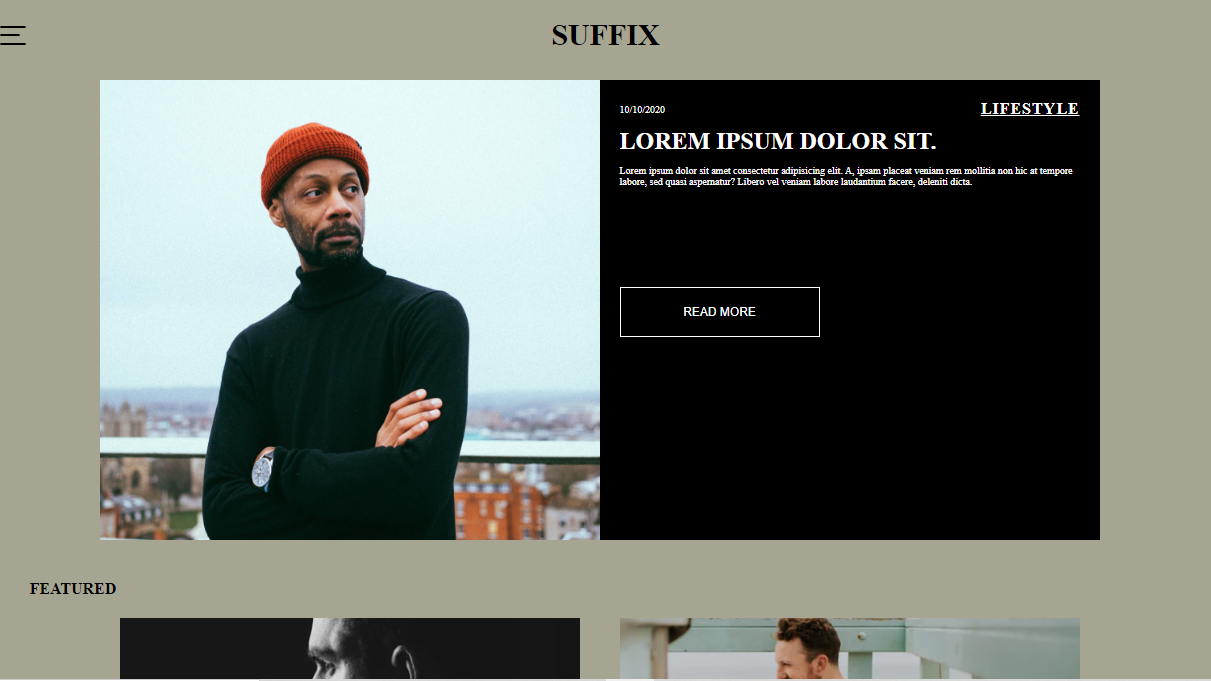 SUFFIX
10/10/2020
LIFESTYLE
LOREM IPSUM DOLOR SIT.
Lorem ipsum dolor sit amet consectetur adipisicing elit. A, ipsam placeat veniam rem mollitia non hic at tempore
labore, sed quasi aspernatur? Libero vel veniam labore laudantium facere, deleniti dicta.
READ MORE
FEATURED